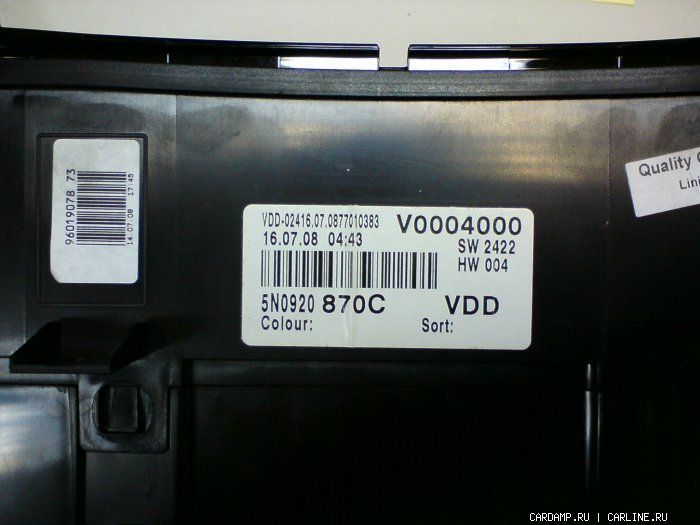 96019078 73
14.07.08 17:45
VDD-02416.07.0877010383 V0004000
16.07.08 04:43 SW 2422
HW 004
5N0920 870C VDD
Colour: Sort:
Quality
Lini
CARDAMP.RU | CARLINE.RU